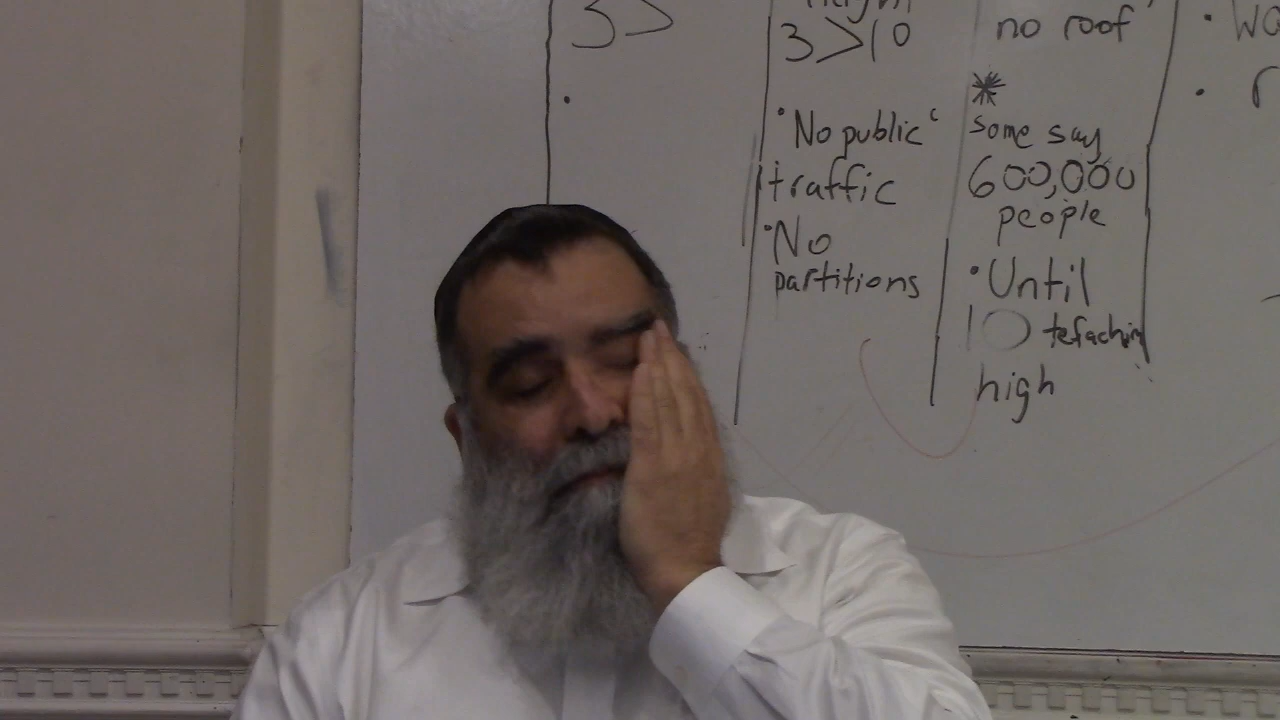 3>
height
3>10
• No public
traffic
• No
partitions
no roof
*
some say
600,000
people
• Until
10 tefachim
high
•
•
•